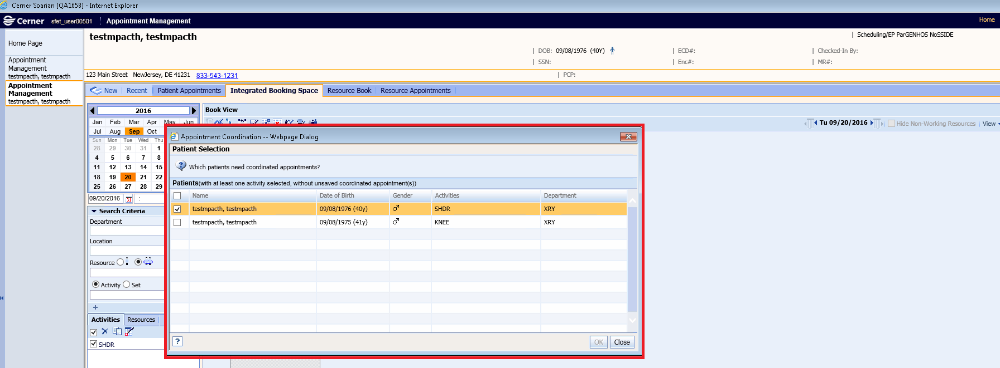 Cerner Soarian [QA1658] - Internet Explorer
Cerner sfet_user00501 Appointment Management Home
Home Page
Appointment
Management
testmpacth, testmpacth
Appointment
Management
testmpacth, testmpacth
testmpacth, testmpacth
Scheduling/EP ParGENHOS NoSSIDE
DOB: 09/08/1976 (40Y) ECD#: Checked-In By:
SSN: Enc#: MR#:
123 Main Street NewJersey, DE 41231 833-543-1231 PCP:
New Recent Patient Appointments Integrated Booking Space Resource Book Resource Appointments
2016
Jan Feb Mar Apr May Jun
Jul Aug Sep Oct
Sun Mon Tue Wed Thu
28 29 30 31 1
4 5 6 7 8
11 12 13 14 15
18 19 20 21 22
25 26 27 28 29
09/20/2016 31 :
Search Criteria
Department
Location
Resource
Activity Set
+
Activities Resources
SHDR
Book View
Tu 09/20/2016 Hide Non-Working Resources View
Appointment Coordination -- Webpage Dialog
Patient Selection
Which patients need coordinated appointments?
Patients(with at least one activity selected, without unsaved coordinated appointment(s))
Name Date of Birth Gender Activities Department
testmpacth, testmpacth 09/08/1976 (40y) ♂ SHDR XRY
testmpacth, testmpacth 09/08/1975 (41y) ♂ KNEE XRY
? OK Close